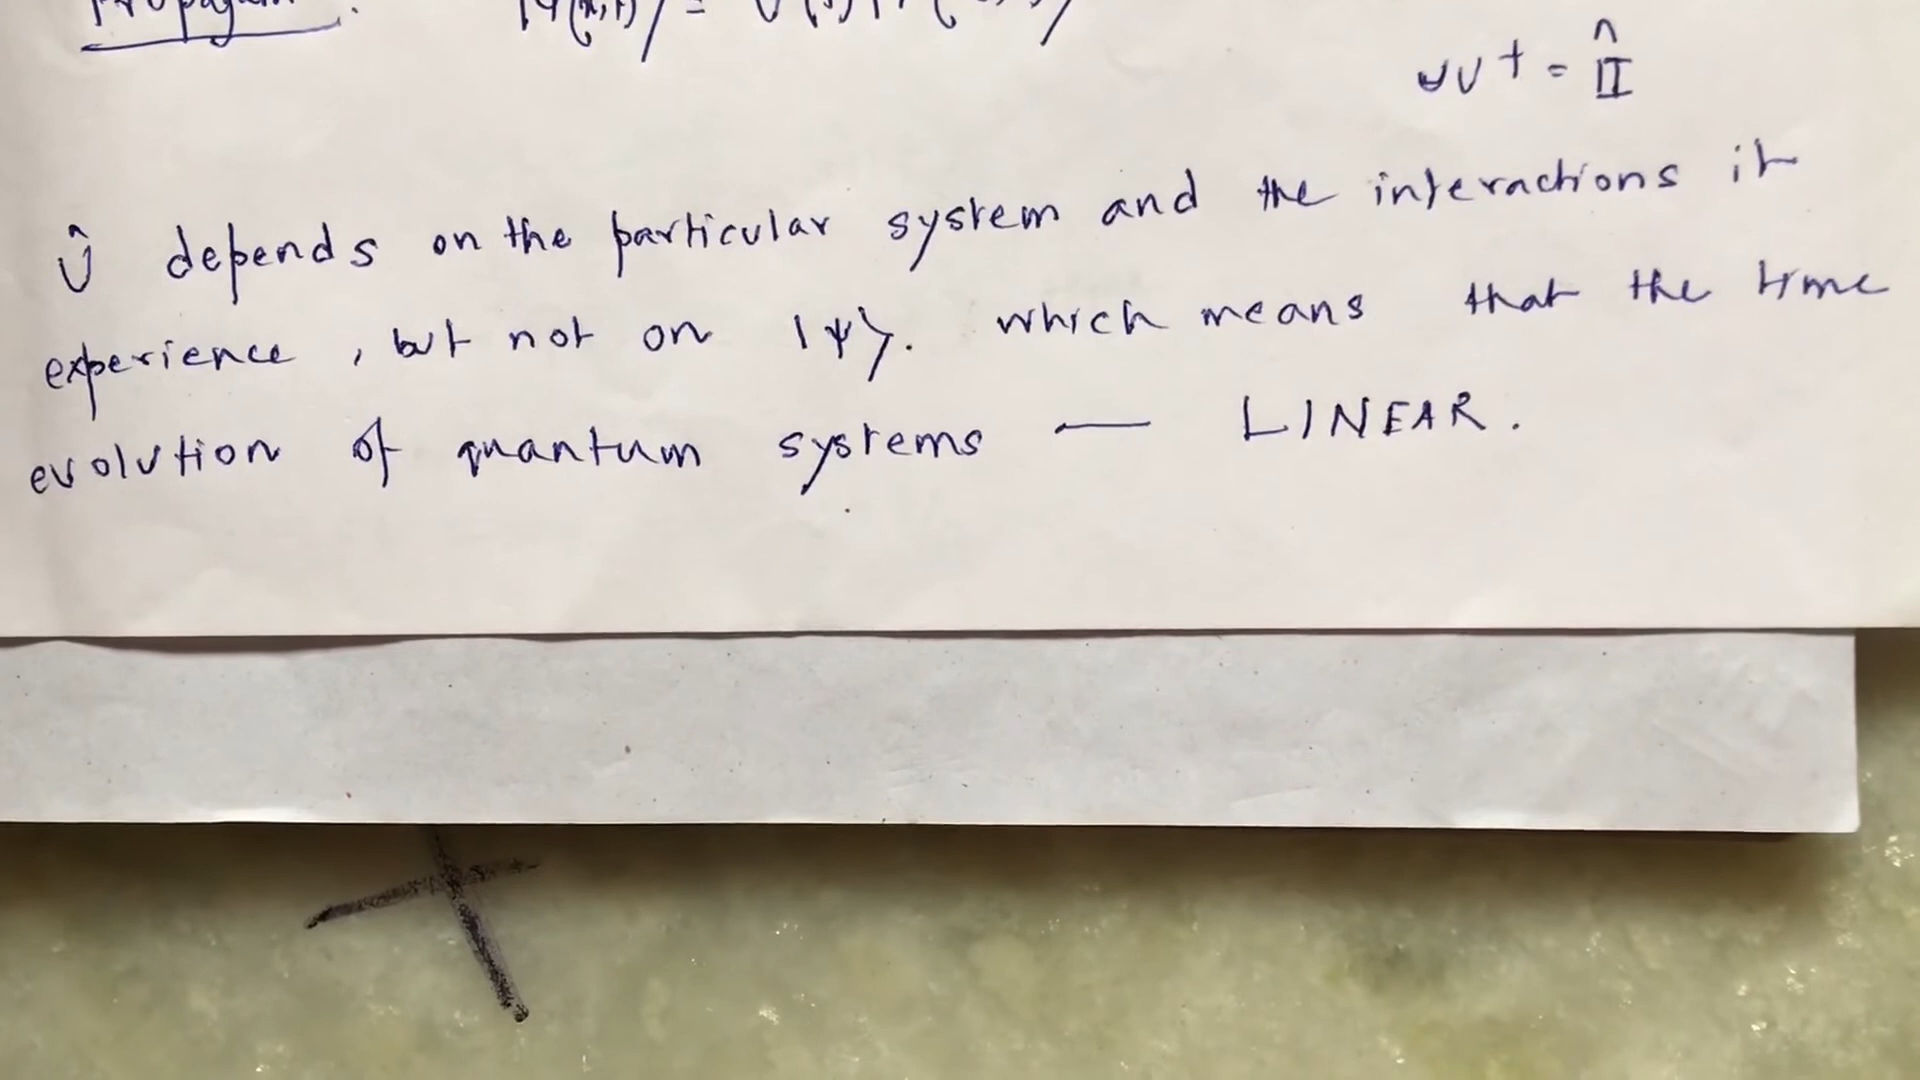 UU† = Î
Û depends on the particular system and the interactions it
experience, but not on |ψ⟩. which means that the time
evolution of quantum systems — LINEAR.